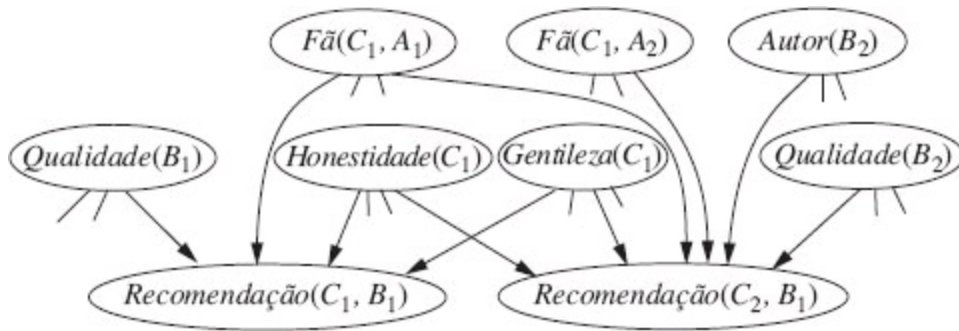 Fã(C₁, A₁) Fã(C₁, A₂) Autor(B₂)
Qualidade(B₁) Honestidade(C₁) Gentileza(C₁) Qualidade(B₂)
Recomendação(C₁, B₁) Recomendação(C₂, B₁)